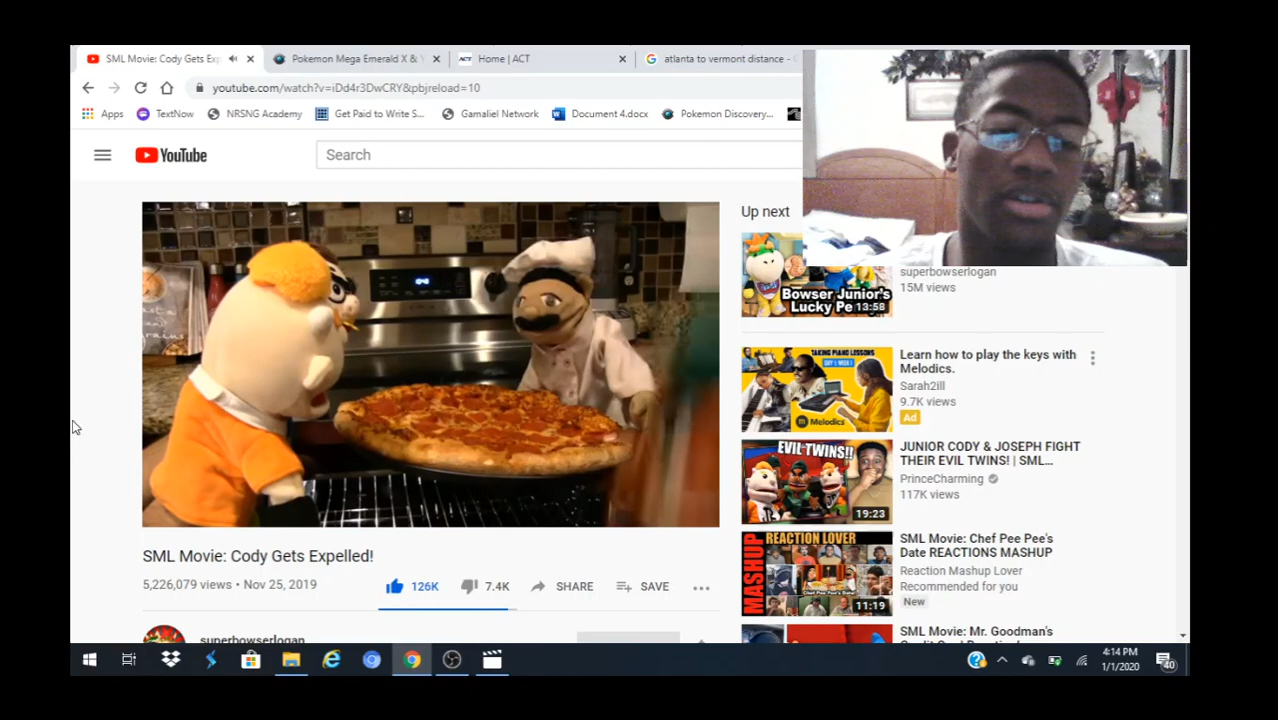 SML Movie: Cody Gets Exp
Pokemon Mega Emerald X & Y
ACT Home | ACT
atlanta to vermont distance -
youtube.com/watch?v=iDd4r3DwCRY&pbjreload=10
Apps TextNow NRSNG Academy Get Paid to Write S... Gamaliel Network Document 4.docx Pokemon Discovery...
YouTube
Search
Up next
Bowser Junior's
Lucky Pe
13:58
superbowserlogan
15M views
TAKING PIANO LESSONS
Melodics
Learn how to play the keys with
Melodics.
Sarah2ill
9.7K views
Ad
EVIL TWINS!!
19:23
JUNIOR CODY & JOSEPH FIGHT
THEIR EVIL TWINS! | SML...
PrinceCharming
117K views
MASHUP
REACTION LOVER
11:19
SML Movie: Chef Pee Pee's
Date REACTIONS MASHUP
Reaction Mashup Lover
Recommended for you
New
SML Movie: Mr. Goodman's
SML Movie: Cody Gets Expelled!
5,226,079 views • Nov 25, 2019
126K 7.4K SHARE SAVE
superbowserlogan
4:14 PM
1/1/2020
40